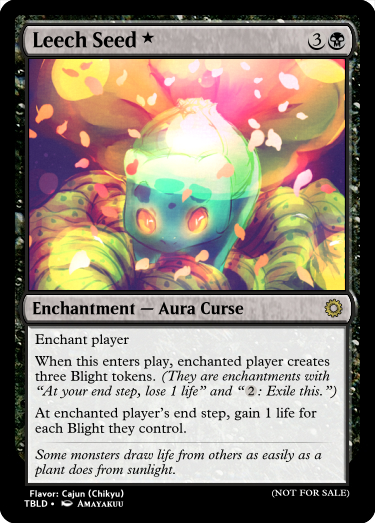 Leech Seed ★ 3
Enchantment — Aura Curse
Enchant player
When this enters play, enchanted player creates
three Blight tokens. (They are enchantments with
“At your end step, lose 1 life” and “2: Exile this.”)
At enchanted player's end step, gain 1 life for
each Blight they control.
Some monsters draw life from others as easily as a
plant does from sunlight.
Flavor: Cajun (Chikyu) (NOT FOR SALE)
TBLD • Amayakuu